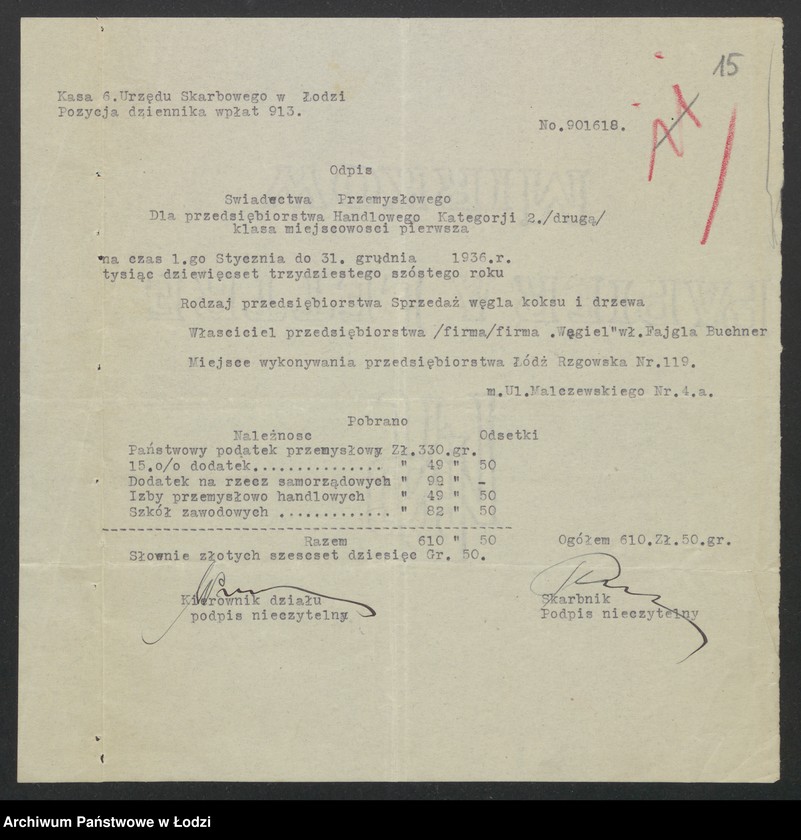 15
Kasa 6.Urzędu Skarbowego w Łodzi
Pozycja dziennika wpłat 913.
No.901618.
Odpis
Swiadectwa Przemysłowego
Dla przedsiębiorstwa Handlowego Kategorji 2./drugą/
klasa miejscowosci pierwsza
na czas 1.go Stycznia do 31. grudnia 1936.r.
tysiąc dziewięcset trzydziestego szóstego roku
Rodzaj przedsiębiorstwa Sprzedaż węgla koksu i drzewa
Własciciel przedsiębiorstwa /firma/firma .Węgiel"wł.Fajgla Buchner
Miejsce wykonywania przedsiębiorstwa Łódź Rzgowska Nr.119.
m.Ul.Malczewskiego Nr.4.a.
Pobrano
Należnosc Odsetki
Państwowy podatek przemysłowy Zł.330.gr.
15.o/o dodatek............... " 49 " 50
Dodatek na rzecz samorządowych " 99 " -
Izby przemysłowo handlowych " 49 " 50
Szkół zawodowych ............. " 82 " 50
Razem 610 " 50 Ogółem 610.Zł.50.gr.
Słownie złotych szescset dziesięc Gr. 50.
Kierownik działu Skarbnik
podpis nieczytelny Podpis nieczytelny
Archiwum Państwowe w Łodzi